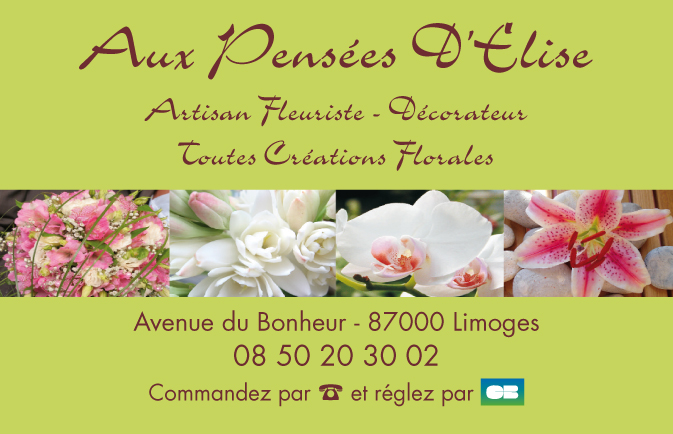 Aux Pensées D'Elise
Artisan Fleuriste - Décorateur
Toutes Créations Florales
Avenue du Bonheur - 87000 Limoges
08 50 20 30 02
Commandez par ☎ et réglez par CB